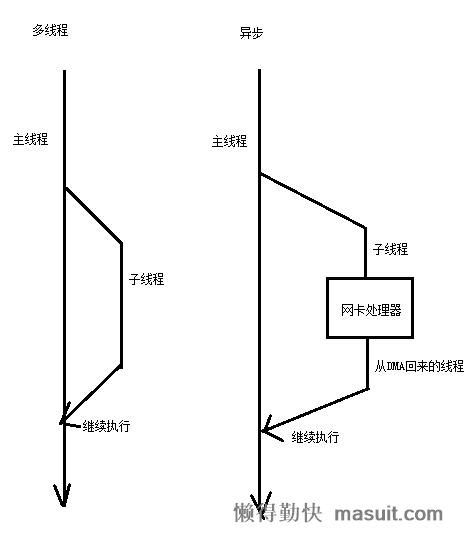 多线程
异步
主线程
主线程
子线程
子线程
网卡处理器
从DMA回来的线程
继续执行
继续执行
懒得勤快 masuit.com